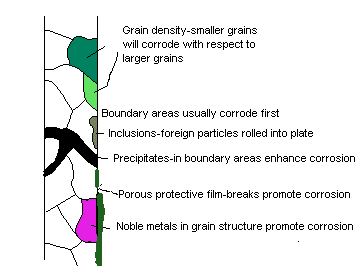 Grain density-smaller grains
will corrode with respect to
larger grains
Boundary areas usually corrode first
Inclusions-foreign particles rolled into plate
Precipitates-in boundary areas enhance corrosion
Porous protective film-breaks promote corrosion
Noble metals in grain structure promote corrosion